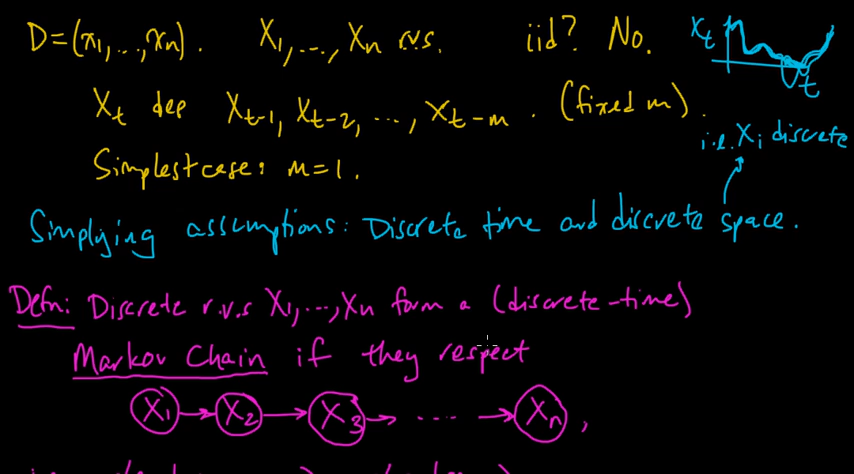 D=(x₁,...,xₙ). X₁,...,Xₙ r.v.s. iid? No.
Xₜ
t
Xₜ dep Xₜ₋₁, Xₜ₋₂, ..., Xₜ₋ₘ. (fixed m).
i.e. Xᵢ discrete
Simplest case: m=1.
Simplying assumptions: Discrete time and discrete space.
Defn: Discrete r.v.s X₁,...,Xₙ form a (discrete-time)
Markov Chain if they respect
X₁ → X₂ → X₃ → .... → Xₙ,